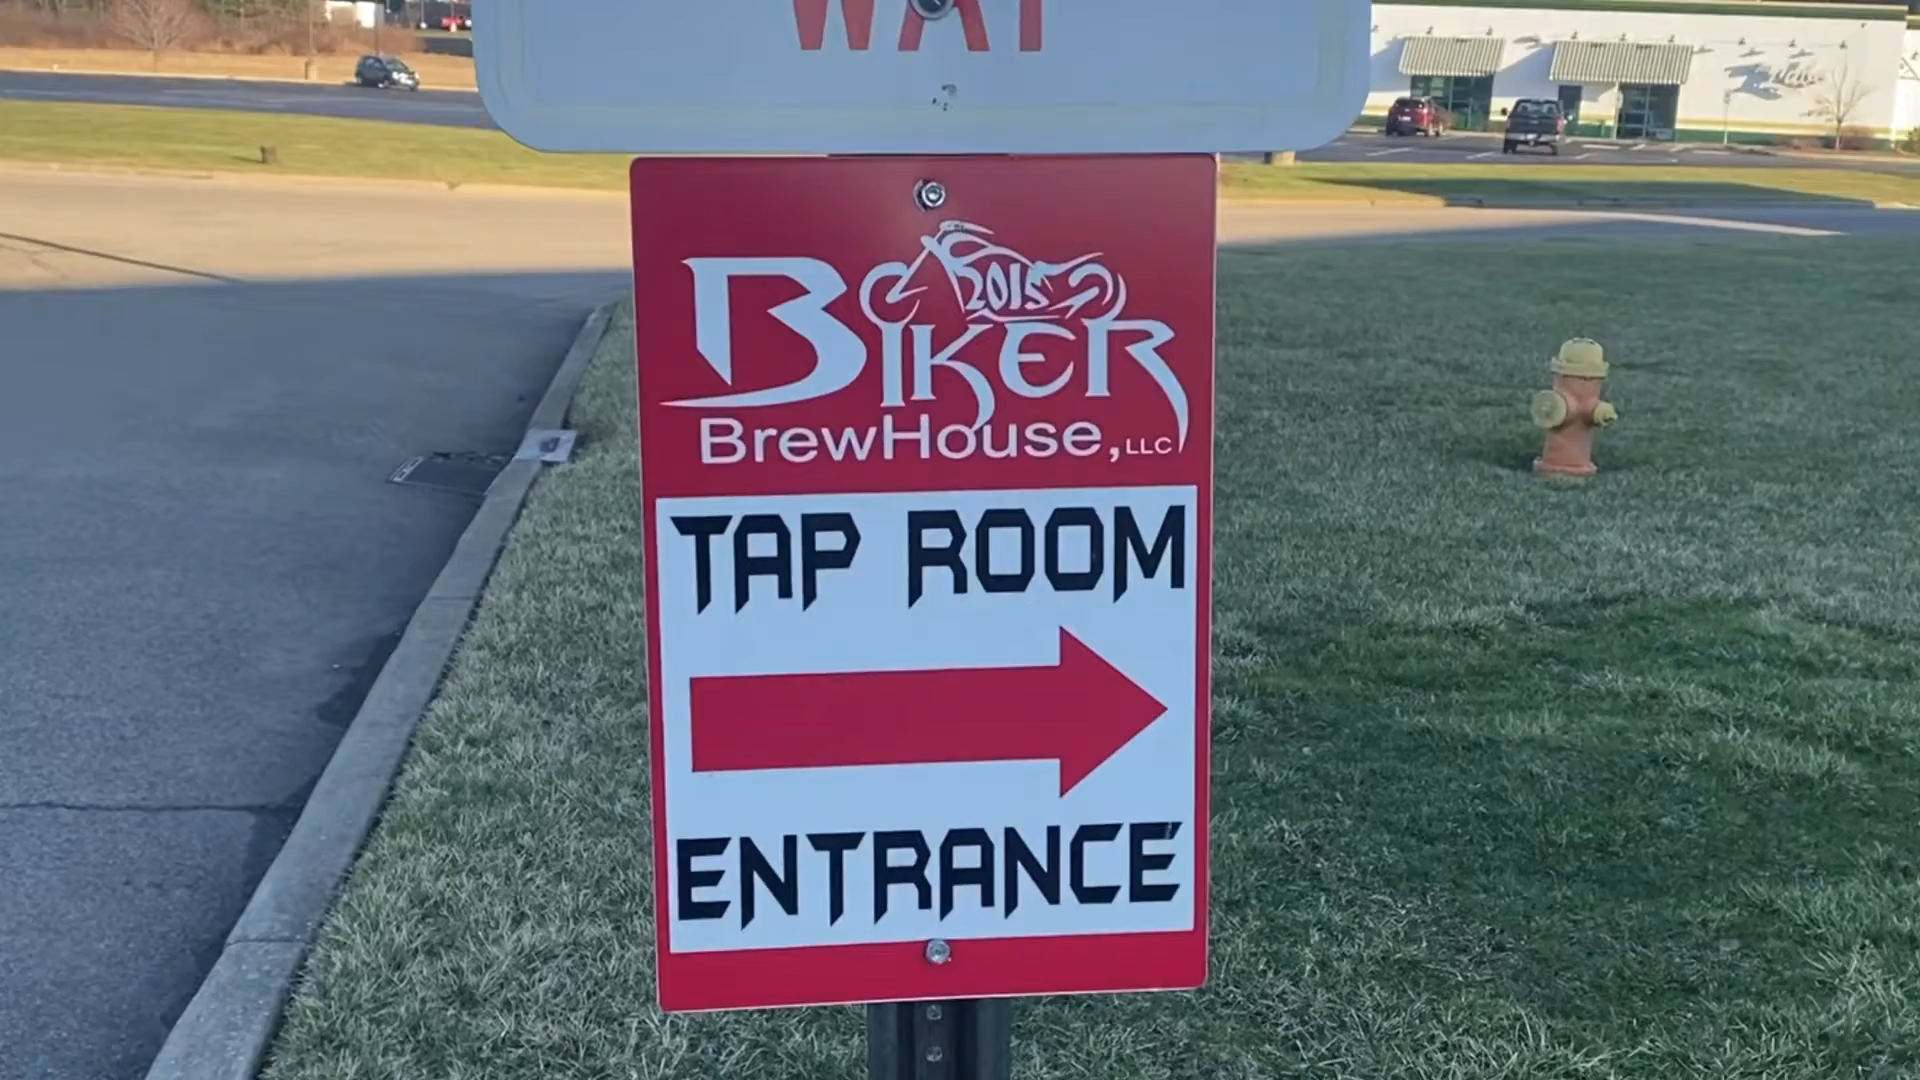 WAY
2015
BIKER
BrewHouse, LLC
TAP ROOM
ENTRANCE